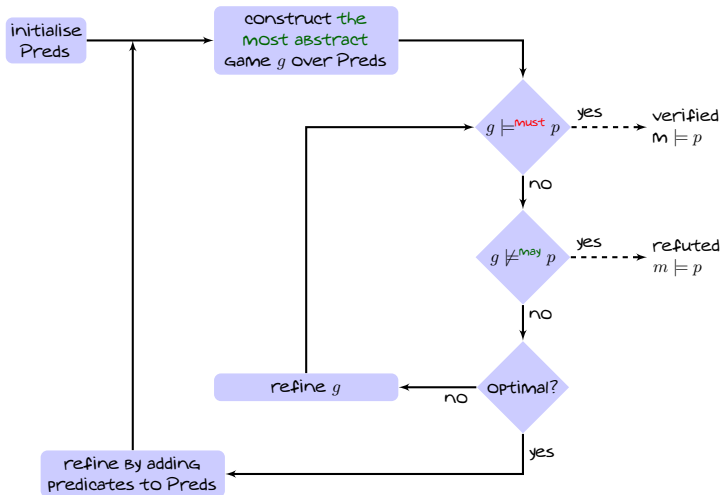 initialise
Preds
construct the
most abstract
game g over Preds
g ⊨must p
yes
verified
m ⊨ p
no
g ⊭may p
yes
refuted
m ⊨ p
no
optimal?
no
refine g
yes
refine by adding
predicates to Preds